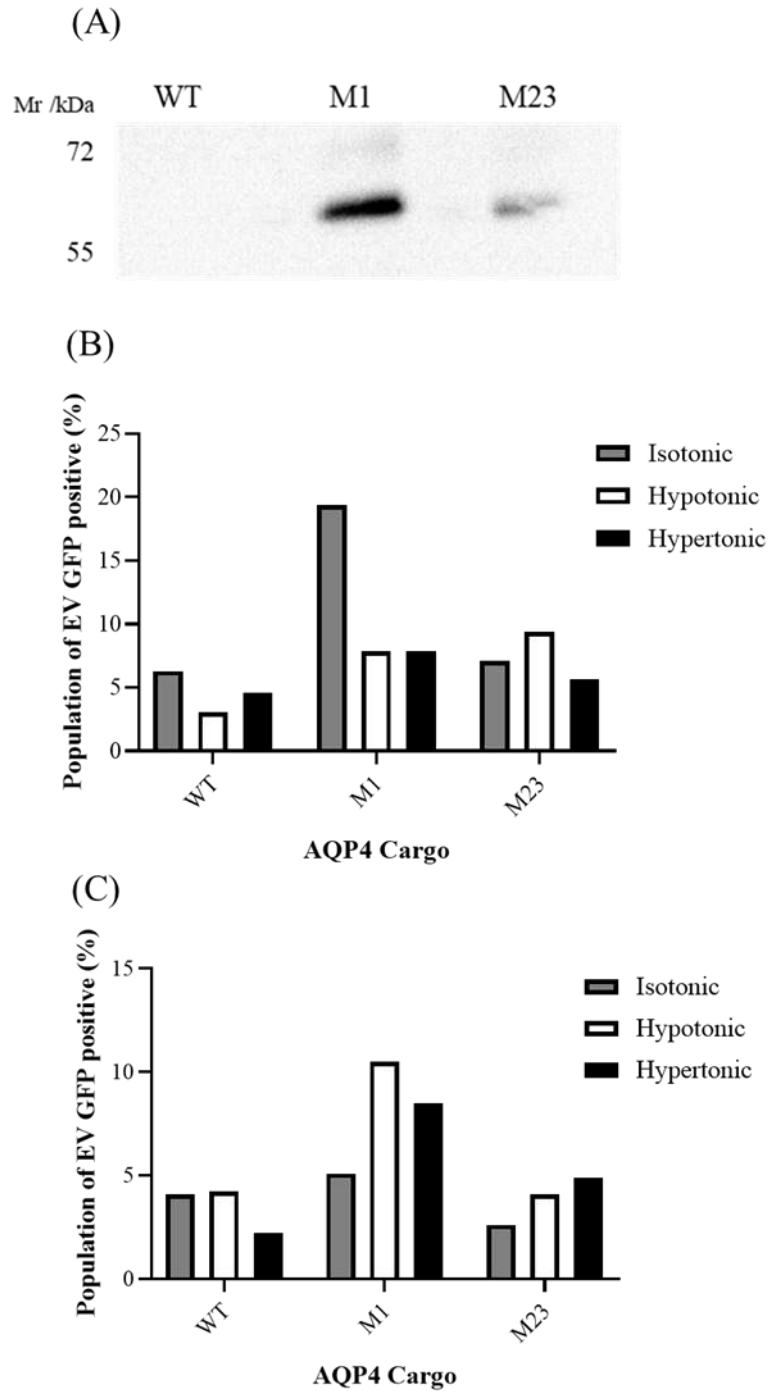 (A)
Mr /kDa WT M1 M23
72
55
(B)
Population of EV GFP positive (%)
25
20
15
10
5
0
Isotonic
Hypotonic
Hypertonic
WT M1 M23
AQP4 Cargo
(C)
Population of EV GFP positive (%)
15
10
5
0
Isotonic
Hypotonic
Hypertonic
WT M1 M23
AQP4 Cargo